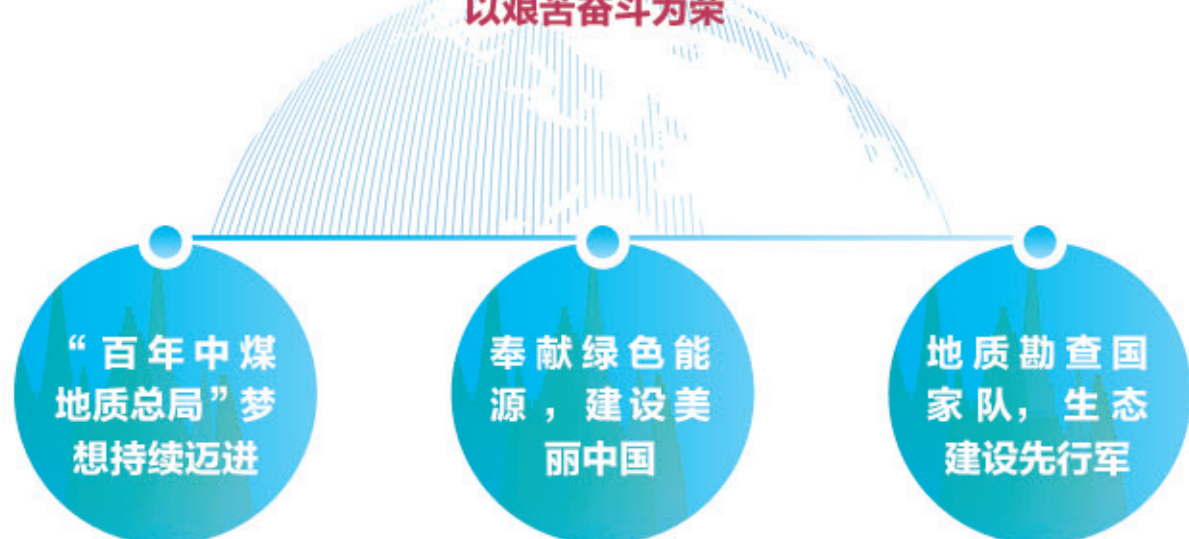 以艰苦奋斗为荣
“百年中煤
地质总局”梦
想持续迈进
奉献绿色能
源，建设美
丽中国
地质勘查国
家队，生态
建设先行军